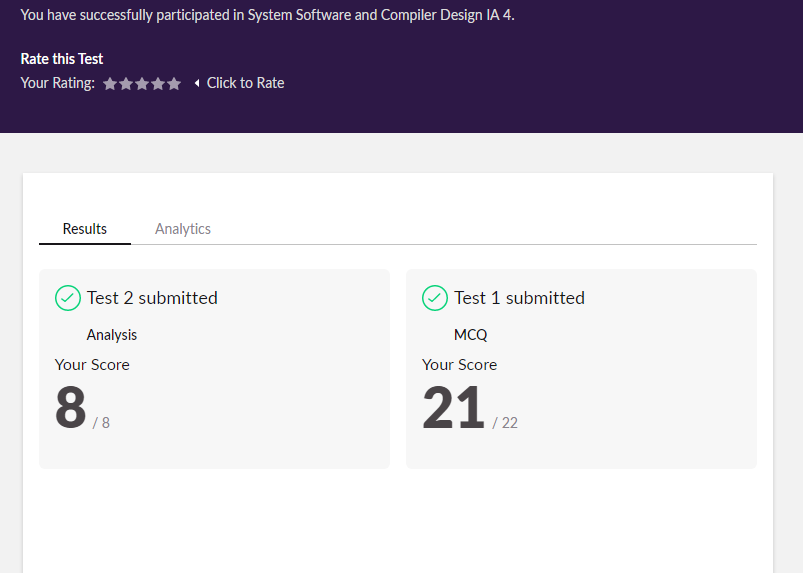 You have successfully participated in System Software and Compiler Design IA 4.
Rate this Test
Your Rating: Click to Rate
Results Analytics
Test 2 submitted
Analysis
Your Score
8 / 8
Test 1 submitted
MCQ
Your Score
21 / 22